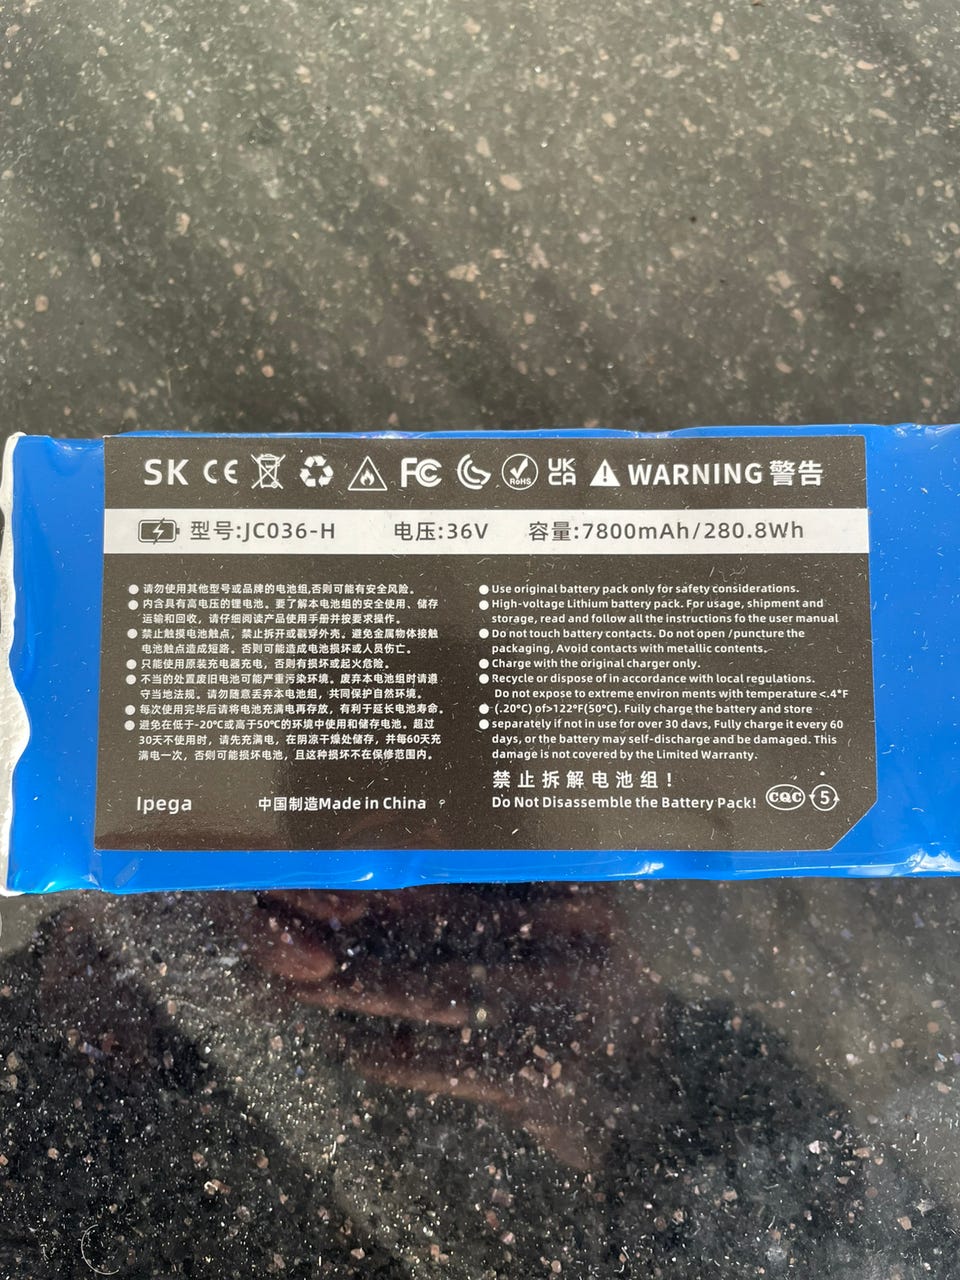 SK CE FC RoHS UK CA WARNING 警告
型号:JC036-H 电压:36V 容量:7800mAh/280.8Wh
请勿使用其他型号或品牌的电池组,否则可能有安全风险。
内含具有高电压的锂电池。要了解本电池组的安全使用、储存
运输和回收，请仔细阅读产品使用手册并按要求操作。
禁止触摸电池触点，禁止拆开或戳穿外壳。避免金属物体接触
电池触点造成短路。否则可能造成电池损坏或人员伤亡。
只能使用原装充电器充电，否则有损坏或起火危险。
不当的处置废旧电池可能严重污染环境。废弃本电池组时请遵
守当地法规。请勿随意丢弃本电池组，共同保护自然环境。
每次使用完毕后请将电池充满电再存放，有利于延长电池寿命。
避免在低于-20℃或高于50℃的环境中使用和储存电池。超过
30天不使用时，请先充满电，在阴凉干燥处储存，并每60天充
满电一次，否则可能损坏电池，且这种损坏不在保修范围内。
Ipega 中国制造Made in China
Use original battery pack only for safety considerations.
High-voltage Lithium battery pack. For usage, shipment and
storage, read and follow all the instructions fo the user manual
Do not touch battery contacts. Do not open /puncture the
packaging, Avoid contacts with metallic contents.
Charge with the original charger only.
Recycle or dispose of in accordance with local regulations.
Do not expose to extreme environ ments with temperature <.4°F
(.20°C) of>122°F(50°C). Fuily charge the battery and store
separately if not in use for over 30 davs, Fully charge it every 60
days, or the battery may self-discharge and be damaged. This
damage is not covered by the Limited Warranty.
禁止拆解电池组！
Do Not Disassemble the Battery Pack! CQC 5